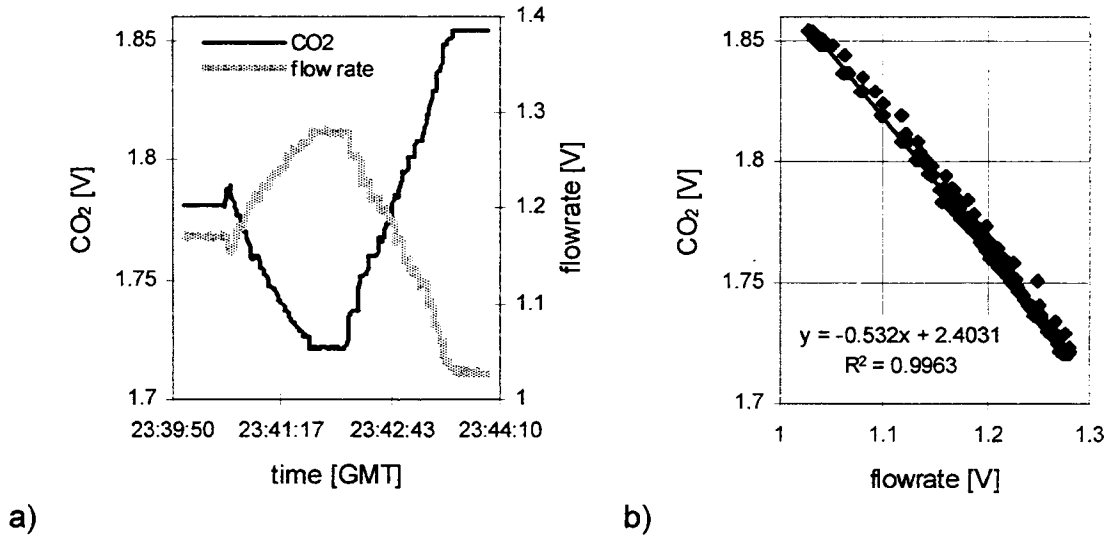 1.85
1.8
1.75
1.7
CO₂ [V]
CO2
flow rate
1.4
1.3
1.2
1.1
1
flowrate [V]
23:39:50 23:41:17 23:42:43 23:44:10
time [GMT]
a)
1.85
1.8
1.75
1.7
CO₂ [V]
y = -0.532x + 2.4031
R² = 0.9963
1 1.1 1.2 1.3
flowrate [V]
b)